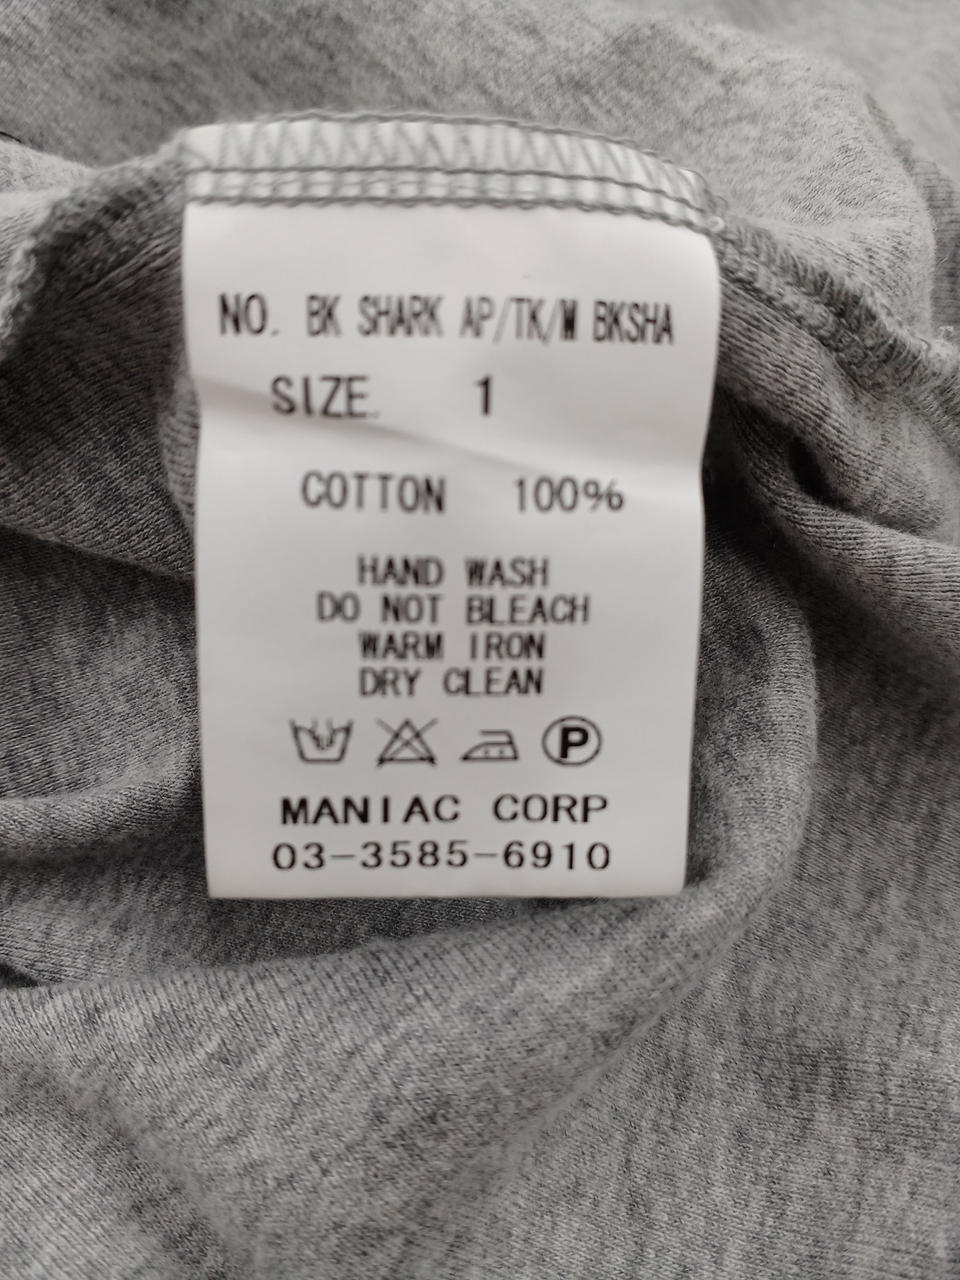 NO. BK SHARK AP/TK/M BKSHA
SIZE. 1
COTTON 100%
HAND WASH
DO NOT BLEACH
WARM IRON
DRY CLEAN
P
MANIAC CORP
03-3585-6910